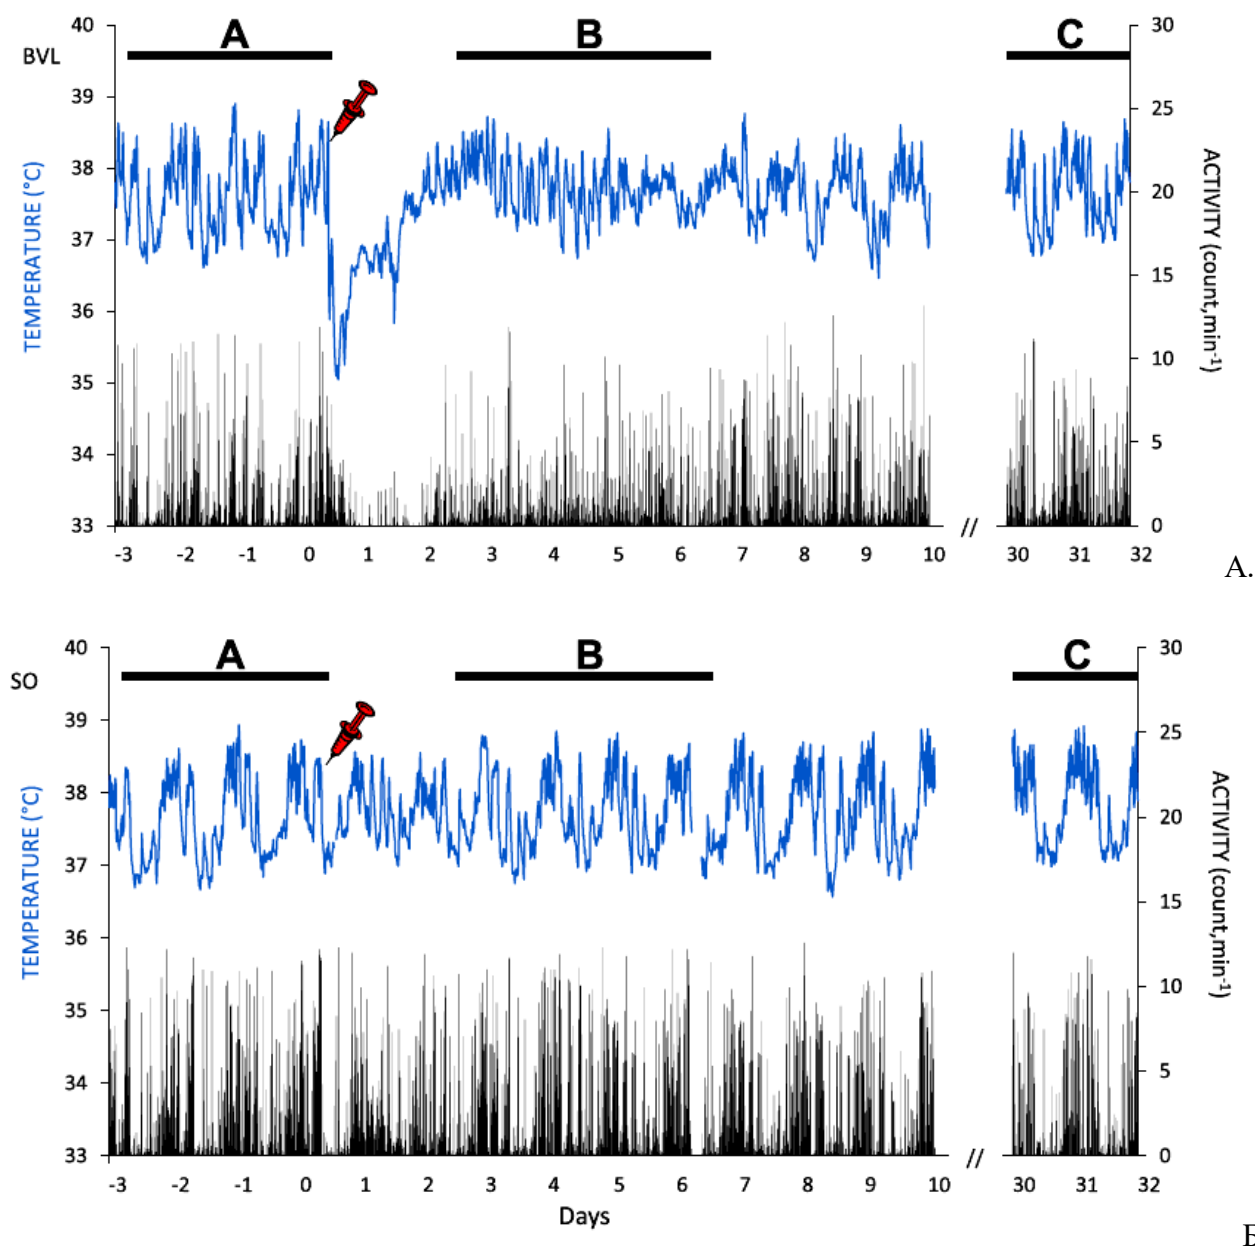 A B C
BVL
40 39 38 37 36 35 34 33
TEMPERATURE (°C)
30 25 20 15 10 5 0
ACTIVITY (count,min-1)
-3 -2 -1 0 1 2 3 4 5 6 7 8 9 10 // 30 31 32
А.
A B C
SO
40 39 38 37 36 35 34 33
TEMPERATURE (°C)
30 25 20 15 10 5 0
ACTIVITY (count,min-1)
-3 -2 -1 0 1 2 3 4 5 6 7 8 9 10 // 30 31 32
Days